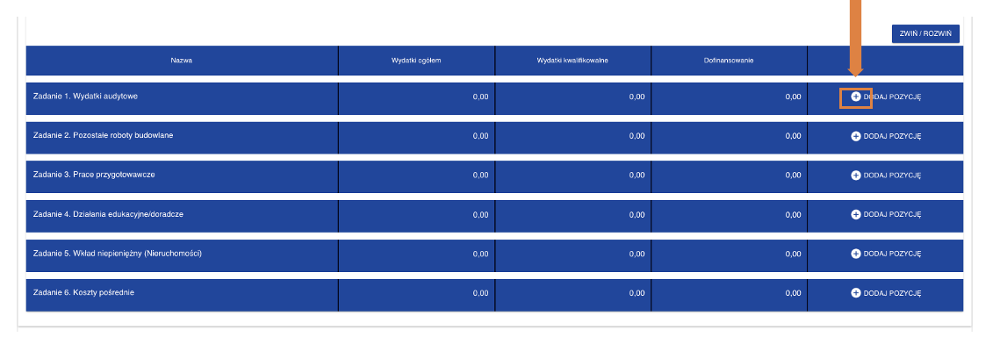 ZWIŃ / ROZWIŃ
Nazwa Wydatki ogółem Wydatki kwalifikowalne Dofinansowanie
Zadanie 1. Wydatki audytowe 0,00 0,00 0,00 DODAJ POZYCJĘ
Zadanie 2. Pozostałe roboty budowlane 0,00 0,00 0,00 DODAJ POZYCJĘ
Zadanie 3. Prace przygotowawcze 0,00 0,00 0,00 DODAJ POZYCJĘ
Zadanie 4. Działania edukacyjne/doradcze 0,00 0,00 0,00 DODAJ POZYCJĘ
Zadanie 5. Wkład niepieniężny (Nieruchomości) 0,00 0,00 0,00 DODAJ POZYCJĘ
Zadanie 6. Koszty pośrednie 0,00 0,00 0,00 DODAJ POZYCJĘ